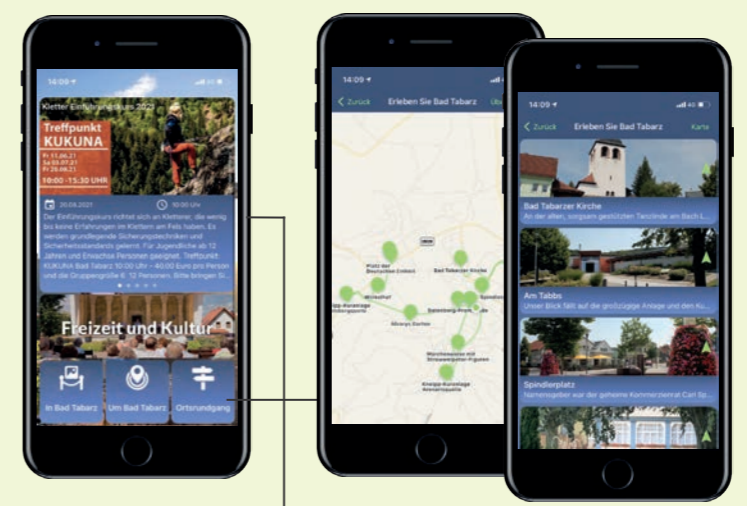 14:09
Kletter Einführungskurs 2021
Treffpunkt
KUKUNA
Fr 11.06.21
Sa 03.07.21
Fr 20.08.21
10:00 -15:30 UHR
20.08.2021
10:00 Uhr
Der Einführungskurs richtet sich an Kletterer, die wenig
bis keine Erfahrungen im Klettern am Fels haben. Es
werden grundlegende Sicherungstechniken und
Sicherheitsstandards gelernt. Für Jugendliche ab 12
Jahren und Erwachse Personen geeignet. Treffpunkt:
KUKUNA Bad Tabarz 10:00 Uhr - 40,00 Euro pro Person
und die Gruppengröße 6 12 Personen. Bitte bringen Si...
Freizeit und Kultur
In Bad Tabarz
Um Bad Tabarz
Ortsrundgang
14:09
Zurück
Erleben Sie Bad Tabarz
Platz der
Deutschen Einheit
Bad Tabarzer Kirche
Winkelhof
Märchenwiese mit
Struwwelpeter-Figuren
Kneipp-Kuranlage
Arenarisquelle
14:09
4G
Zurück
Erleben Sie Bad Tabarz
Karte
Bad Tabarzer Kirche
An der alten, sorgsam gestützten Tanzlinde am Bach L...
Am Tabbs
Unser Blick fällt auf die großzügige Anlage und den Ku...
Spindlerplatz
Namensgeber war der geheime Kommerzienrat Carl Sp...